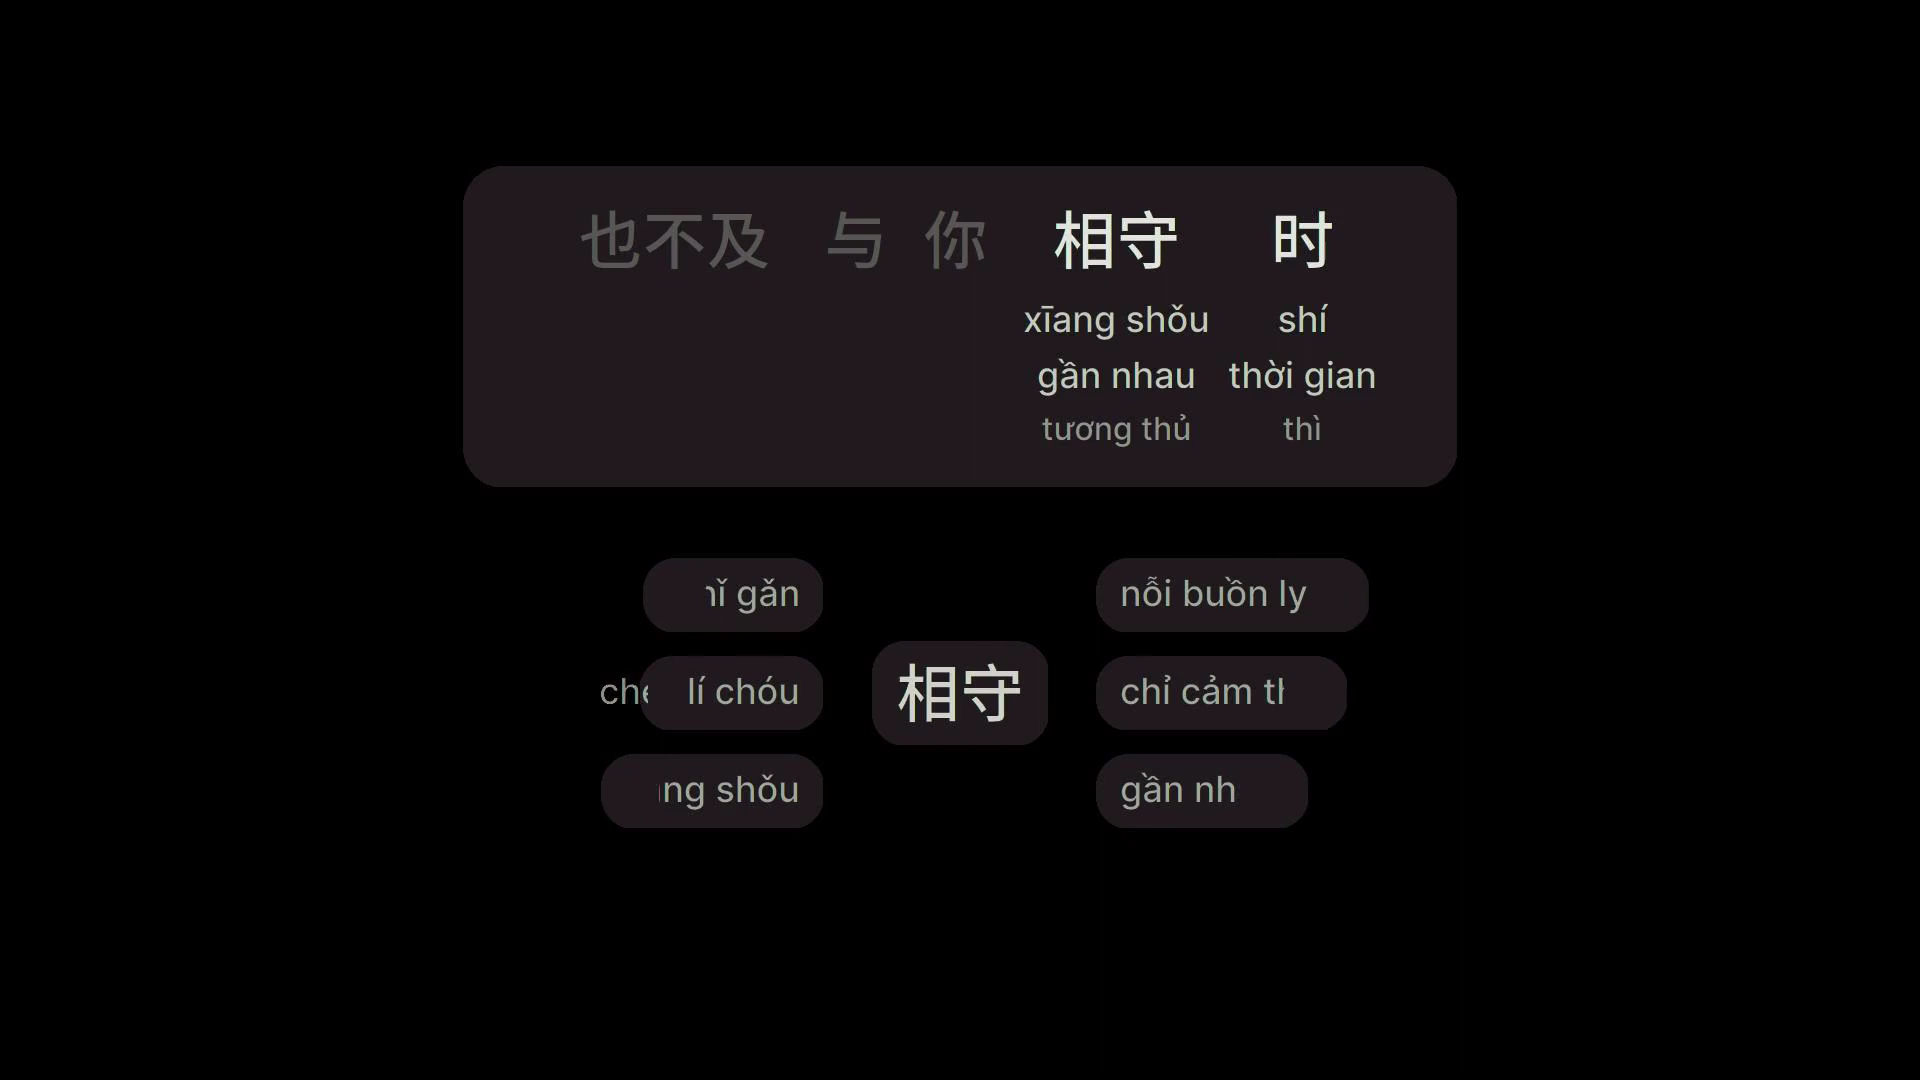 也不及 与 你 相守 时
xīang shǒu shí
gần nhau thời gian
tương thủ thì
gǎn nỗi buồn ly
lí chóu 相守 chỉ cảm
shǒu gần